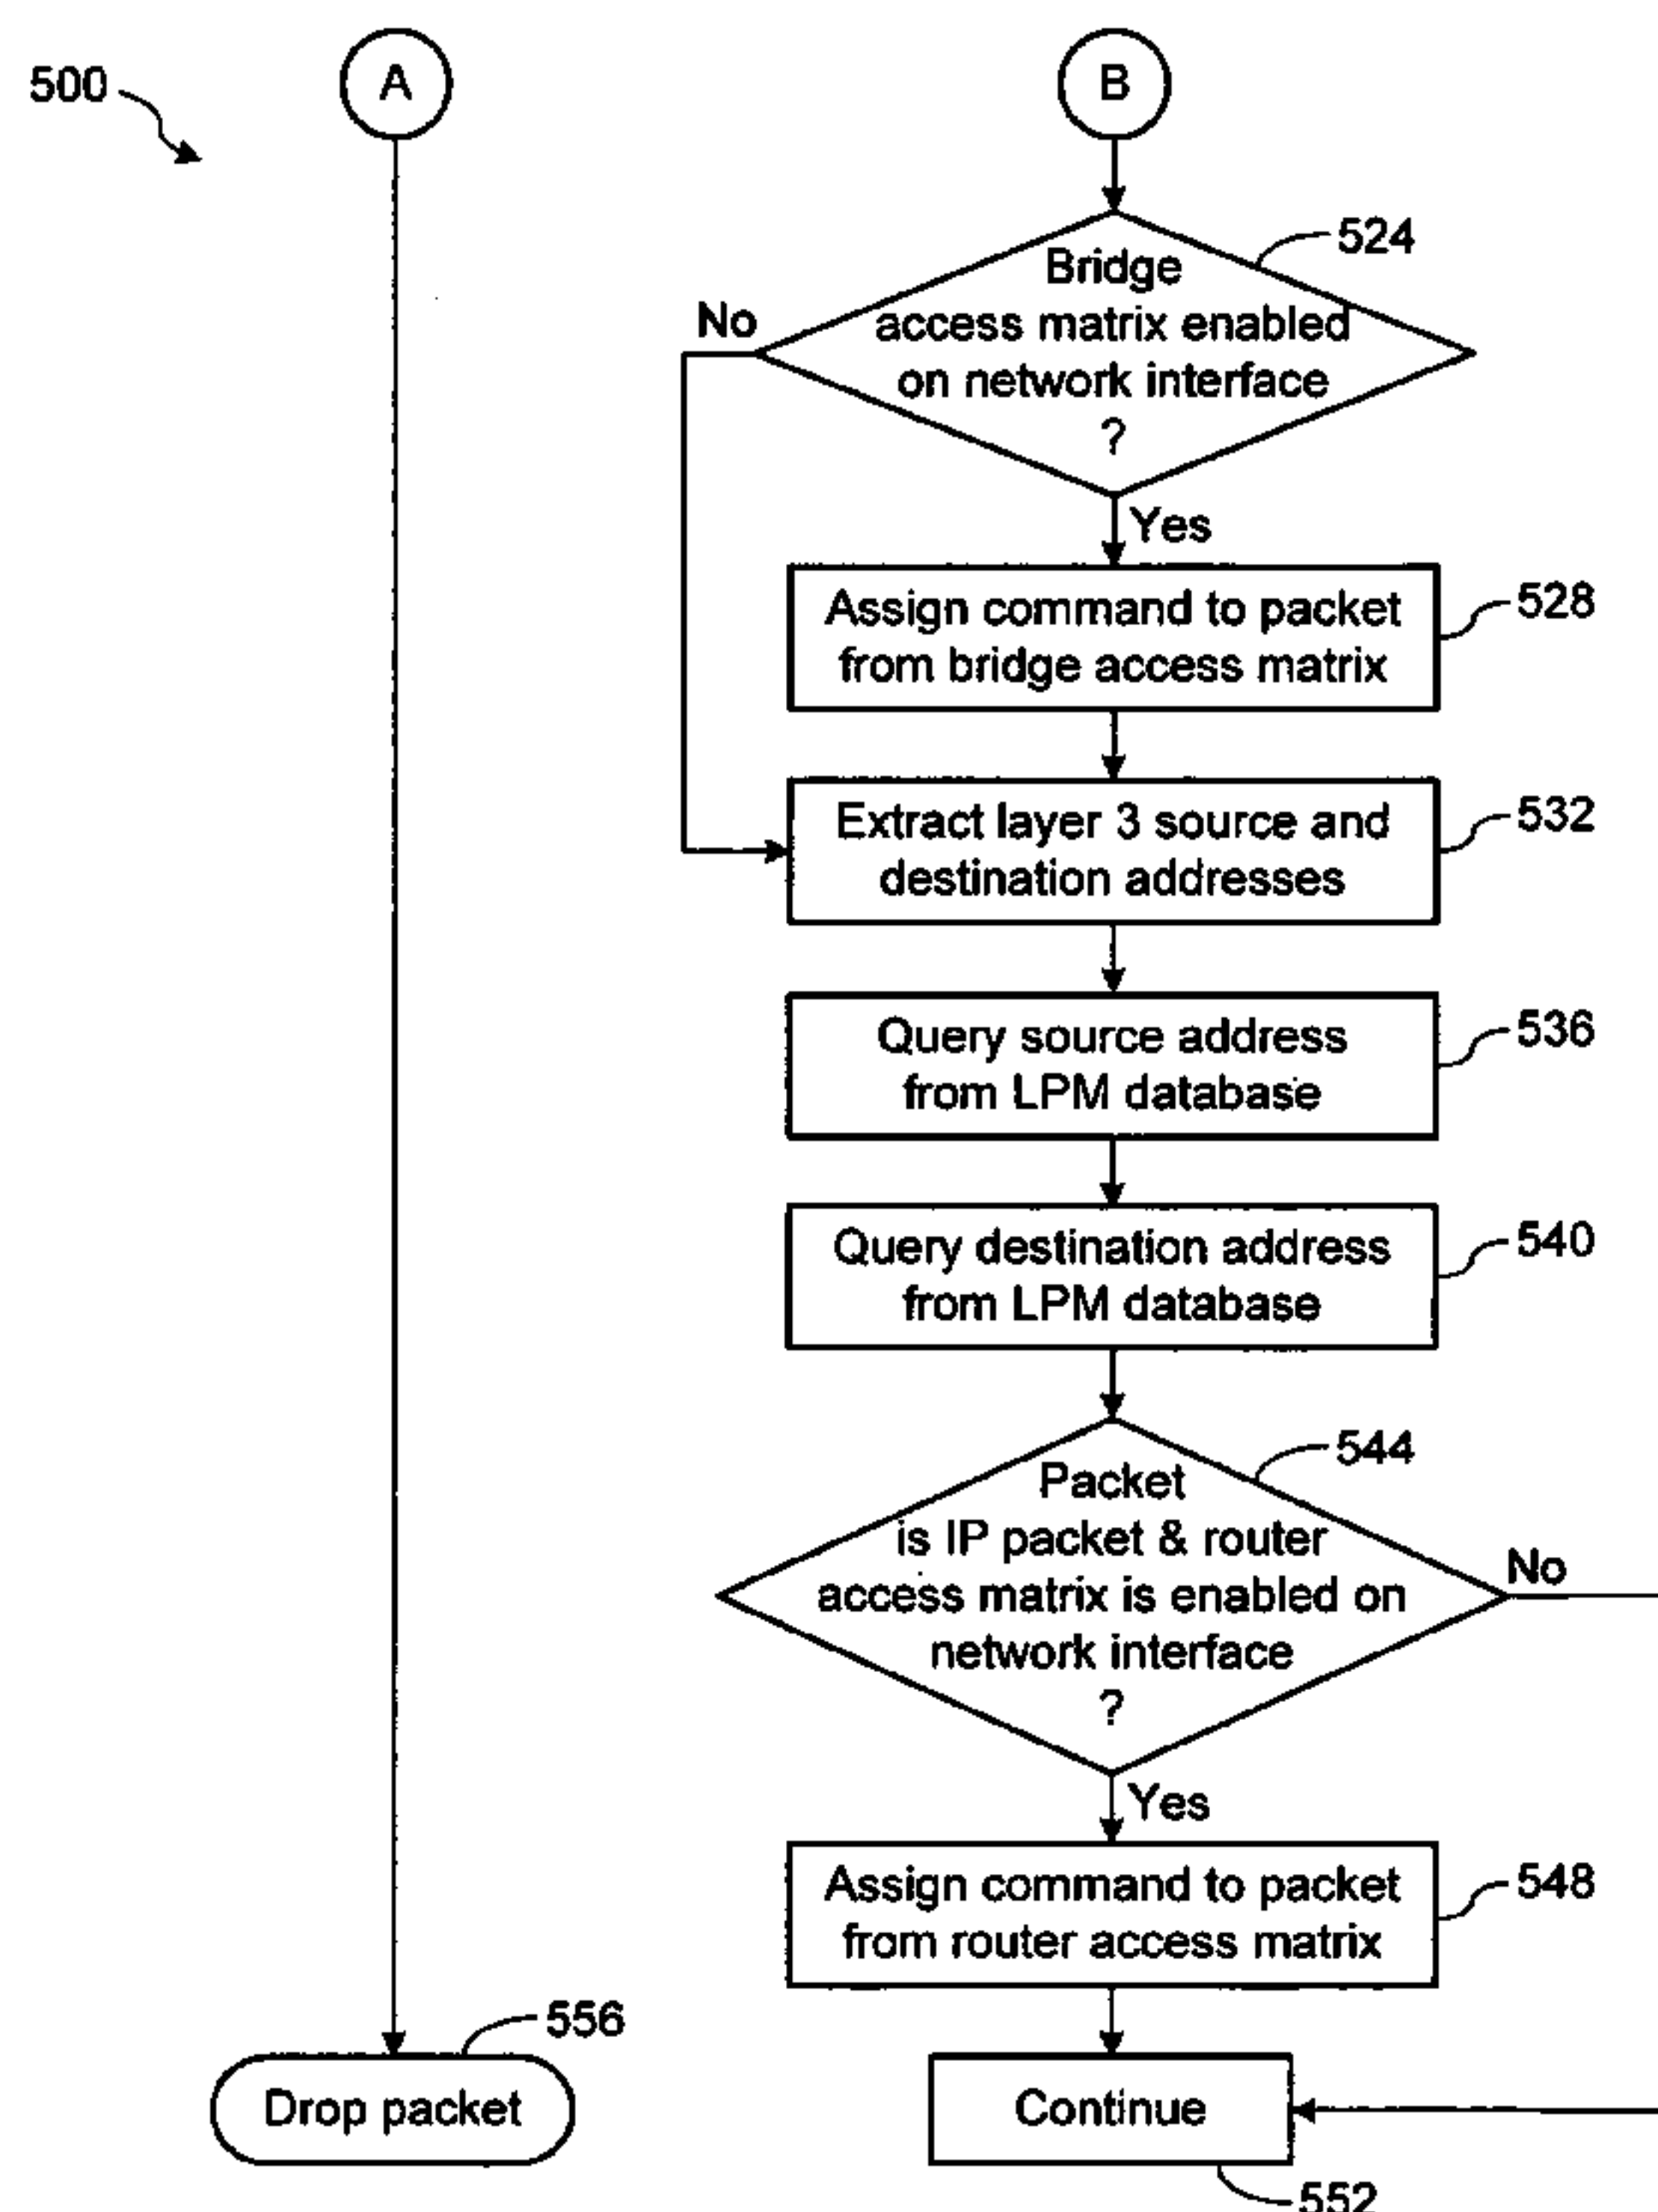 500
A
B
524
Bridge
access matrix enabled
on network interface
?
No
Yes
Assign command to packet
from bridge access matrix
528
Extract layer 3 source and
destination addresses
532
Query source address
from LPM database
536
Query destination address
from LPM database
540
544
Packet
is IP packet & router
access matrix is enabled on
network interface
?
No
Yes
Assign command to packet
from router access matrix
548
556
Drop packet
Continue
552